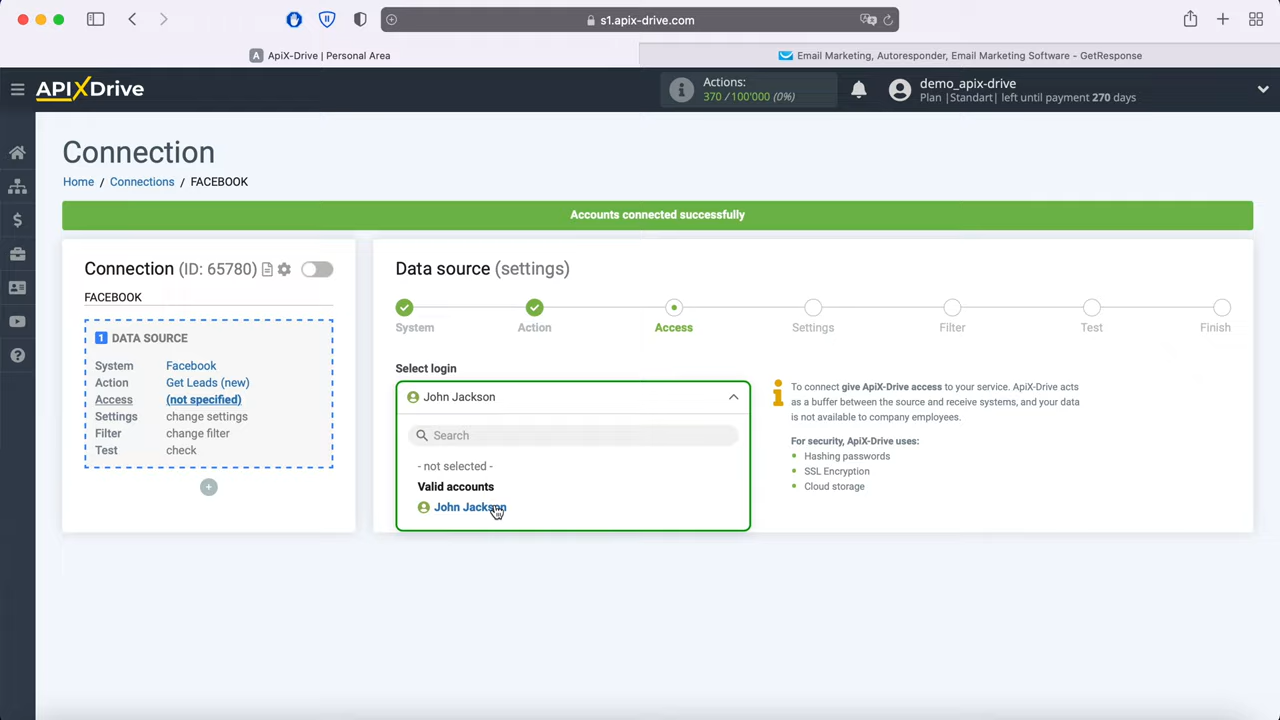 s1.apix-drive.com
A ApiX-Drive | Personal Area
Email Marketing, Autoresponder, Email Marketing Software - GetResponse
APIXDrive
Actions:
370 / 100'000 (0%)
demo_apix-drive
Plan |Standart| left until payment 270 days
Connection
Home / Connections / FACEBOOK
Accounts connected successfully
Connection (ID: 65780)
FACEBOOK
1 DATA SOURCE
System Facebook
Action Get Leads (new)
Access (not specified)
Settings change settings
Filter change filter
Test check
Data source (settings)
System Action Access Settings Filter Test Finish
Select login
John Jackson
Search
- not selected -
Valid accounts
John Jackson
To connect give ApiX-Drive access to your service. ApiX-Drive acts
as a buffer between the source and receive systems, and your data
is not available to company employees.
For security, ApiX-Drive uses:
Hashing passwords
SSL Encryption
Cloud storage